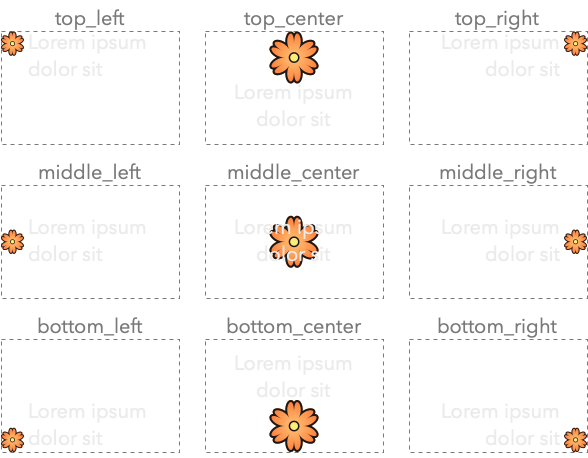 top_left
top_center
top_right
Lorem ipsum
dolor sit
Lorem ipsum
dolor sit
Lorem ipsum
dolor sit
middle_left
middle_center
middle_right
Lorem ipsum
dolor sit
Lorem ipsum
dolor sit
Lorem ipsum
dolor sit
bottom_left
bottom_center
bottom_right
Lorem ipsum
dolor sit
Lorem ipsum
dolor sit
Lorem ipsum
dolor sit